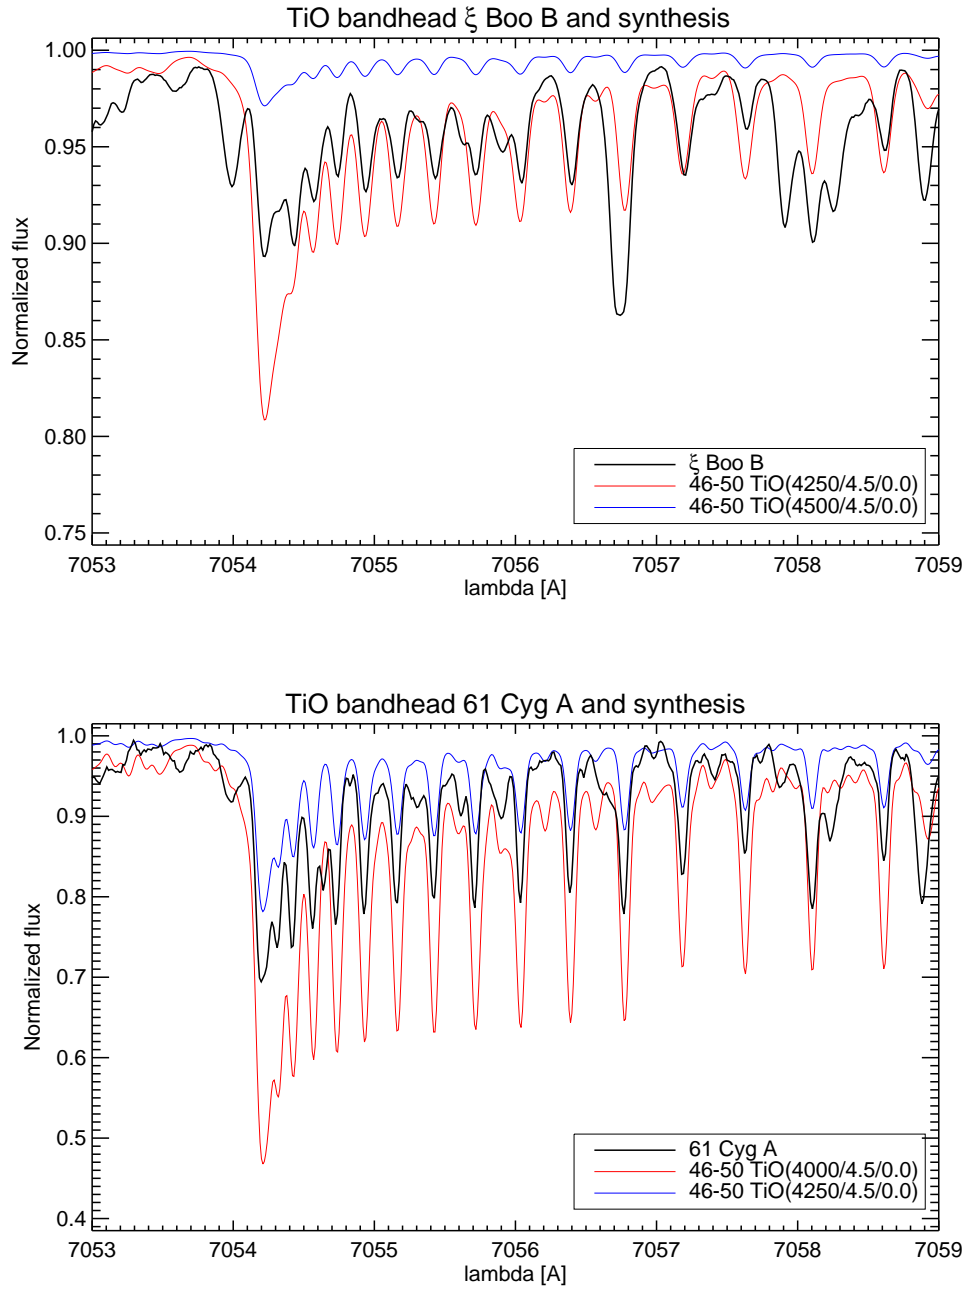 TiO bandhead ξ Boo B and synthesis
1.00
0.95
0.90
0.85
0.80
0.75
Normalized flux
ξ Boo B
46-50 TiO(4250/4.5/0.0)
46-50 TiO(4500/4.5/0.0)
7053 7054 7055 7056 7057 7058 7059
lambda [A]
TiO bandhead 61 Cyg A and synthesis
1.0
0.9
0.8
0.7
0.6
0.5
0.4
Normalized flux
61 Cyg A
46-50 TiO(4000/4.5/0.0)
46-50 TiO(4250/4.5/0.0)
7053 7054 7055 7056 7057 7058 7059
lambda [A]